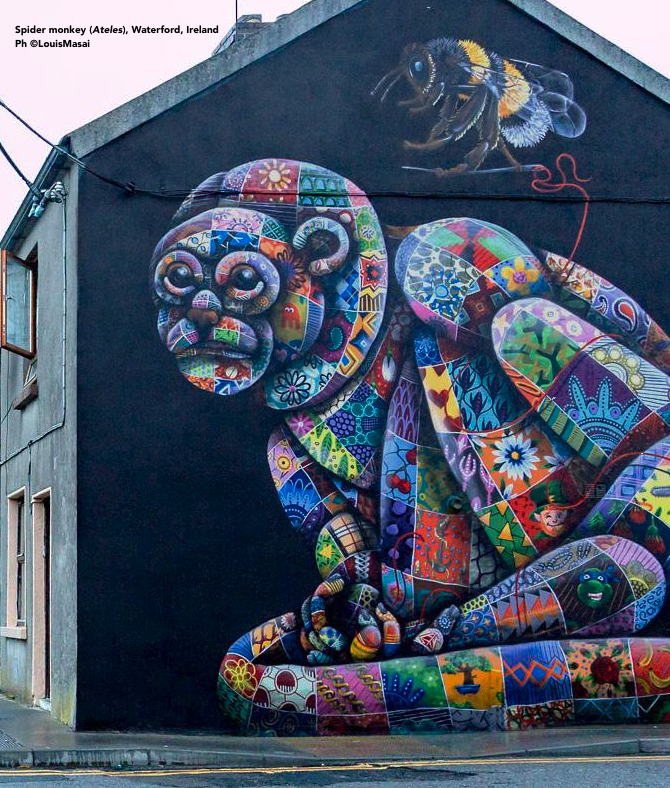 Spider monkey (Ateles), Waterford, Ireland
Ph ©LouisMasai